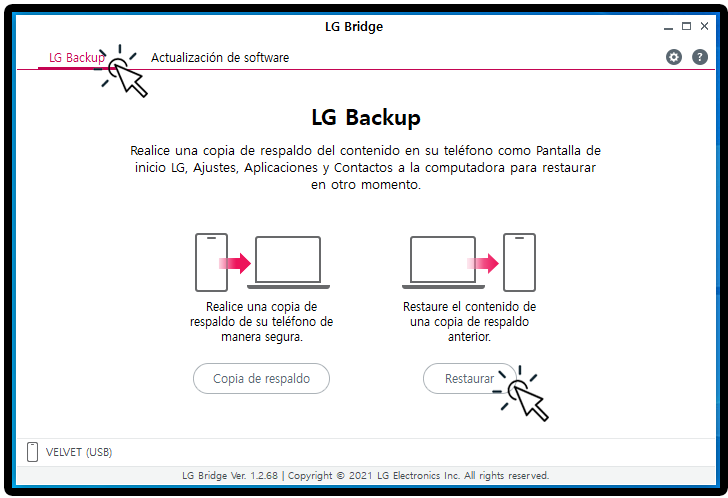 LG Bridge
LG Backup
Actualización de software
?
LG Backup
Realice una copia de respaldo del contenido en su teléfono como Pantalla de
inicio LG, Ajustes, Aplicaciones y Contactos a la computadora para restaurar
en otro momento.
Realice una copia de
respaldo de su teléfono de
manera segura.
Restaure el contenido de
una copia de respaldo
anterior.
Copia de respaldo
Restaurar
VELVET (USB)
LG Bridge Ver. 1.2.68 | Copyright © 2021 LG Electronics Inc. All rights reserved.